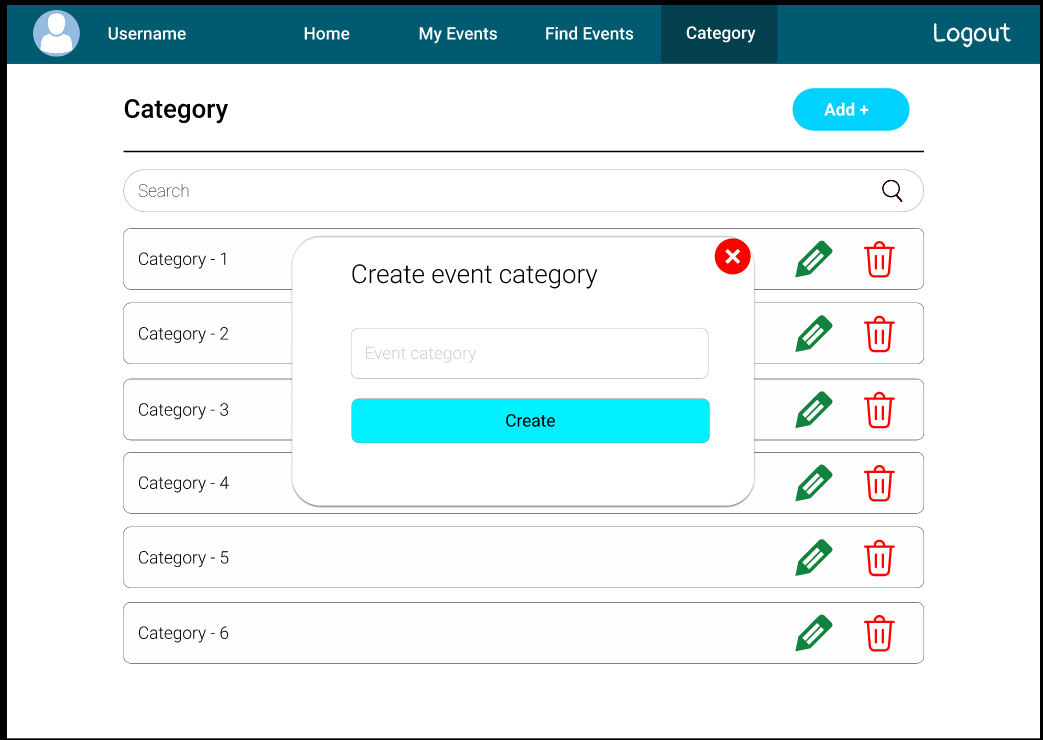 Username Home My Events Find Events Category Logout
Category Add +
Search
Category - 1
Create event category
Category - 2
Event category
Category - 3
Create
Category - 4
Category - 5
Category - 6